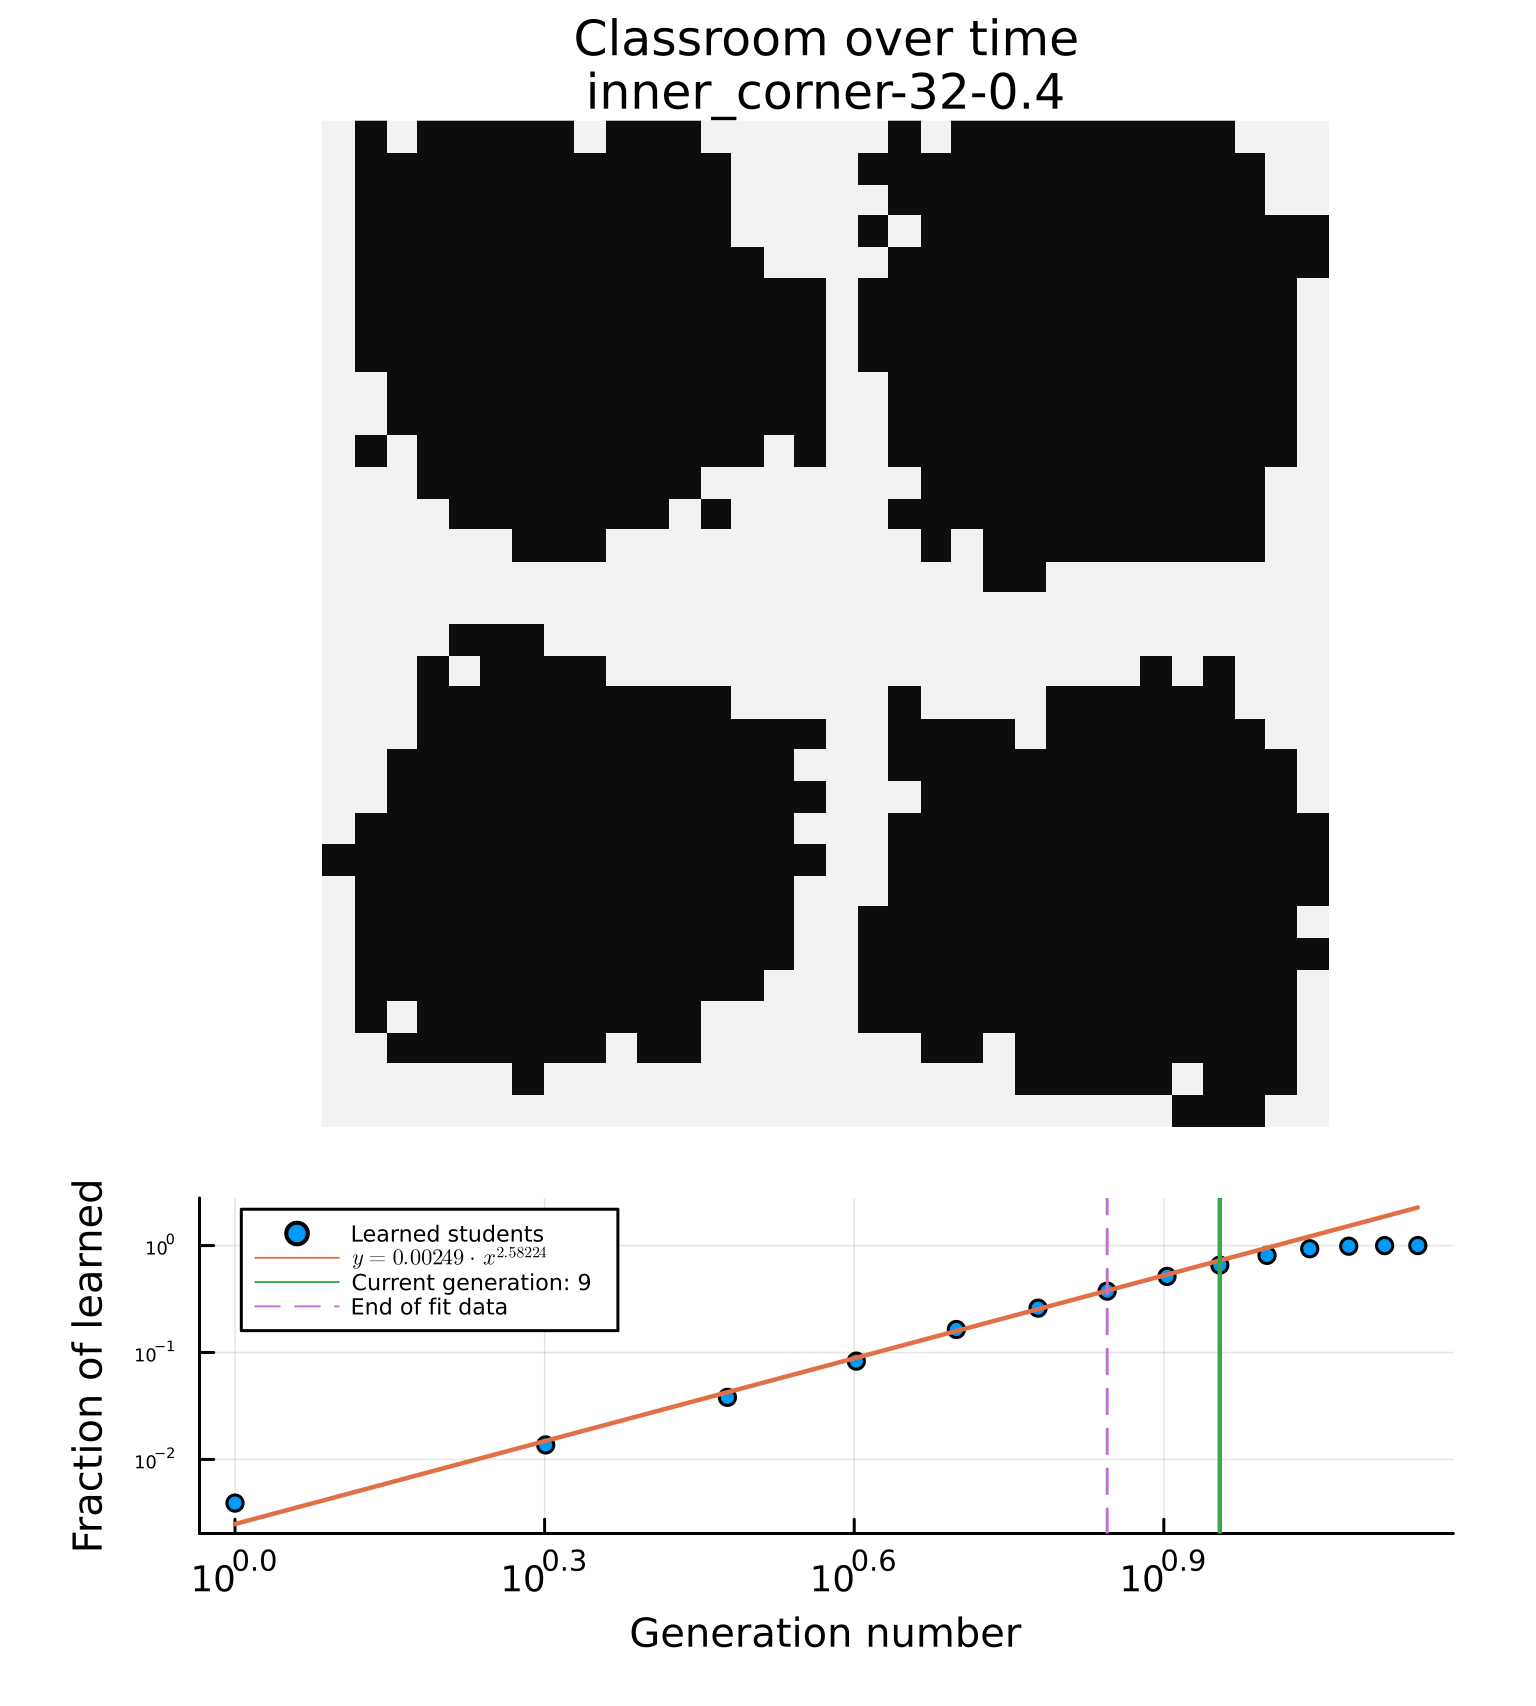 Classroom over time
inner_corner-32-0.4
Fraction of learned
10^0
10^−1
10^−2
Learned students
y = 0.00249 · x^2.58224
Current generation: 9
End of fit data
10^0.0 10^0.3 10^0.6 10^0.9
Generation number